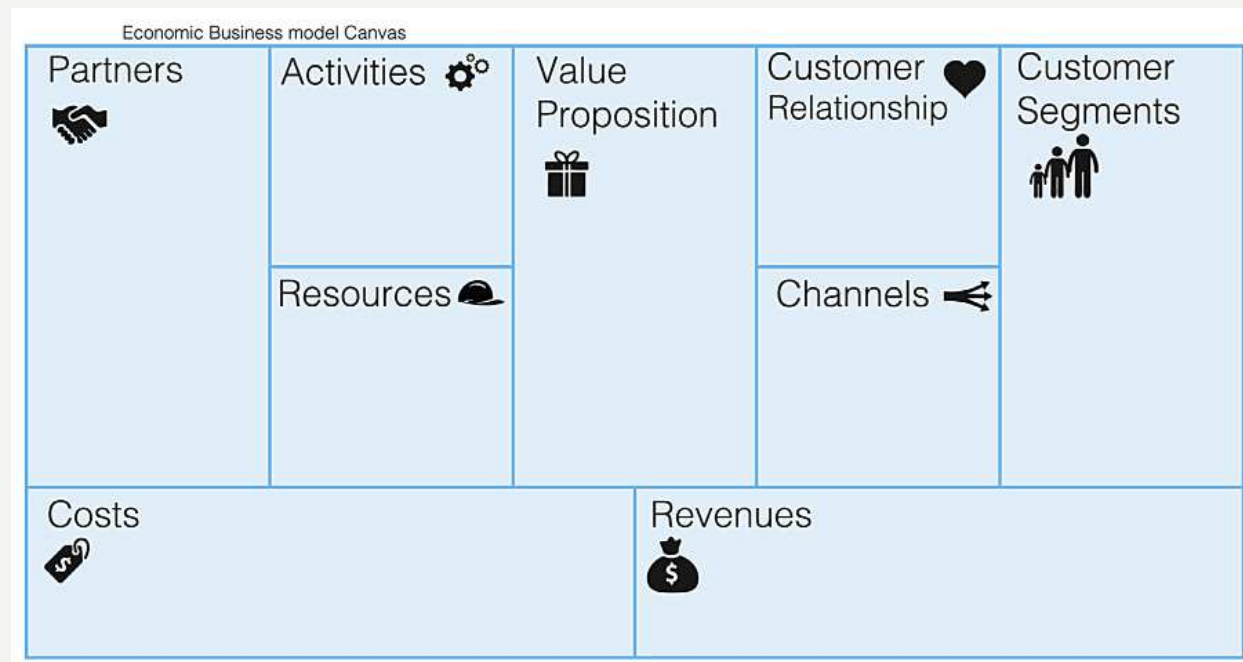 Economic Business model Canvas
Partners
Activities
Value
Proposition
Customer
Relationship
Customer
Segments
Resources
Channels
Costs
$
Revenues
$